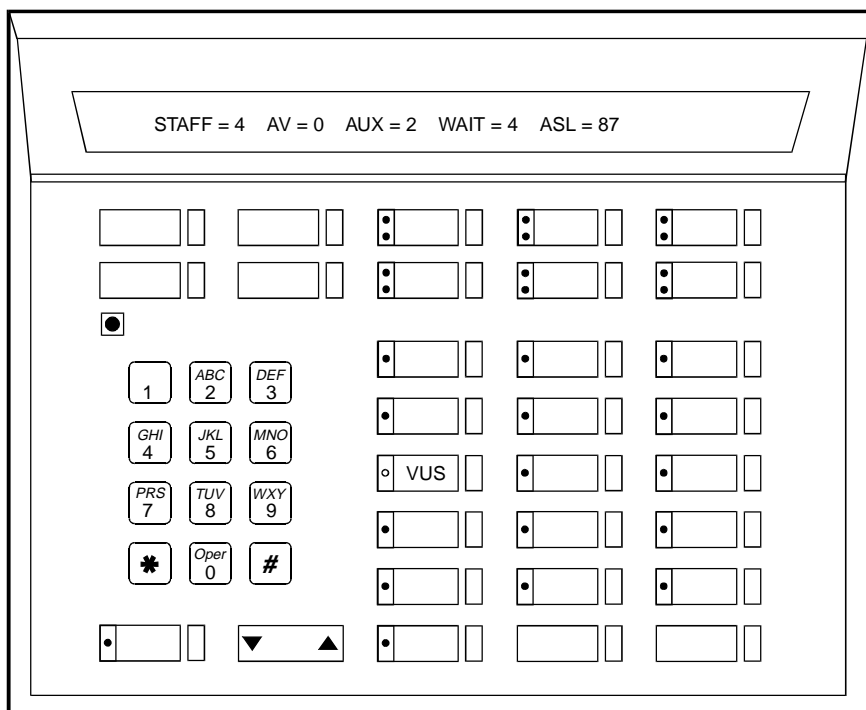 STAFF = 4 AV = 0 AUX = 2 WAIT = 4 ASL = 87
1
ABC
2
DEF
3
GHI
4
JKL
5
MNO
6
VUS
PRS
7
TUV
8
WXY
9
*
Oper
0
#